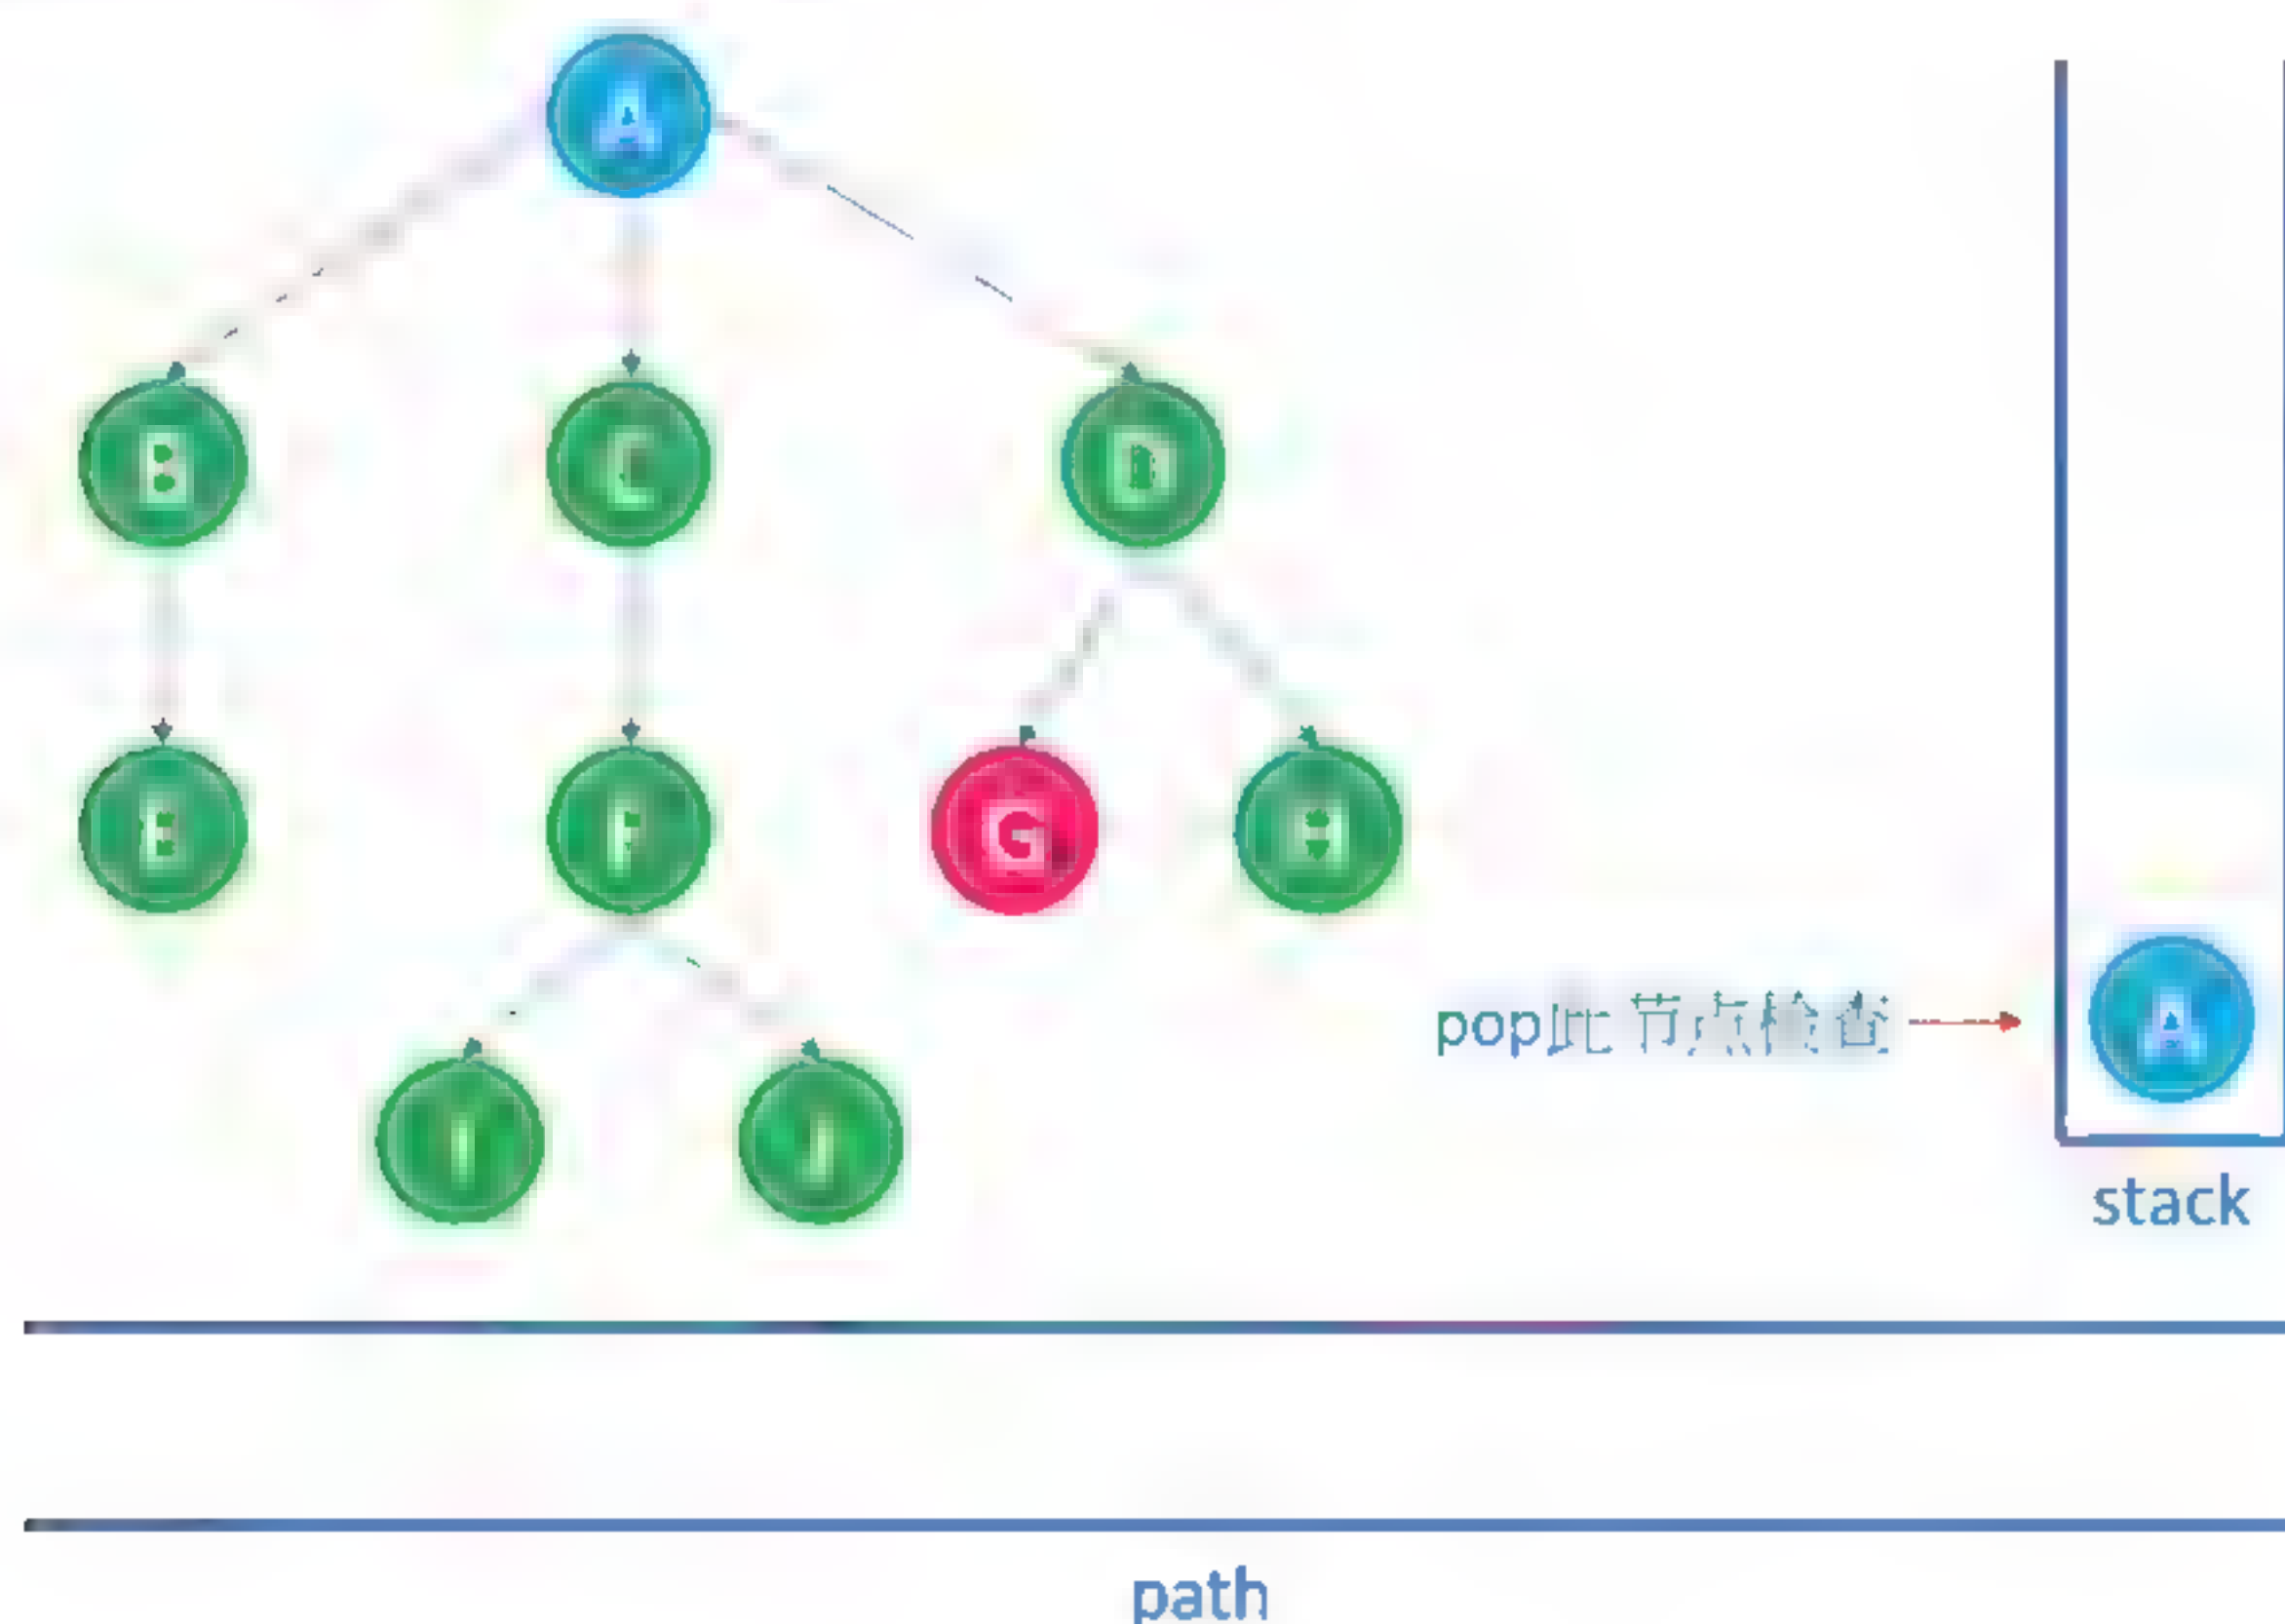 A
B C D
E F G H
pop此节点检查
A
I J
stack
path